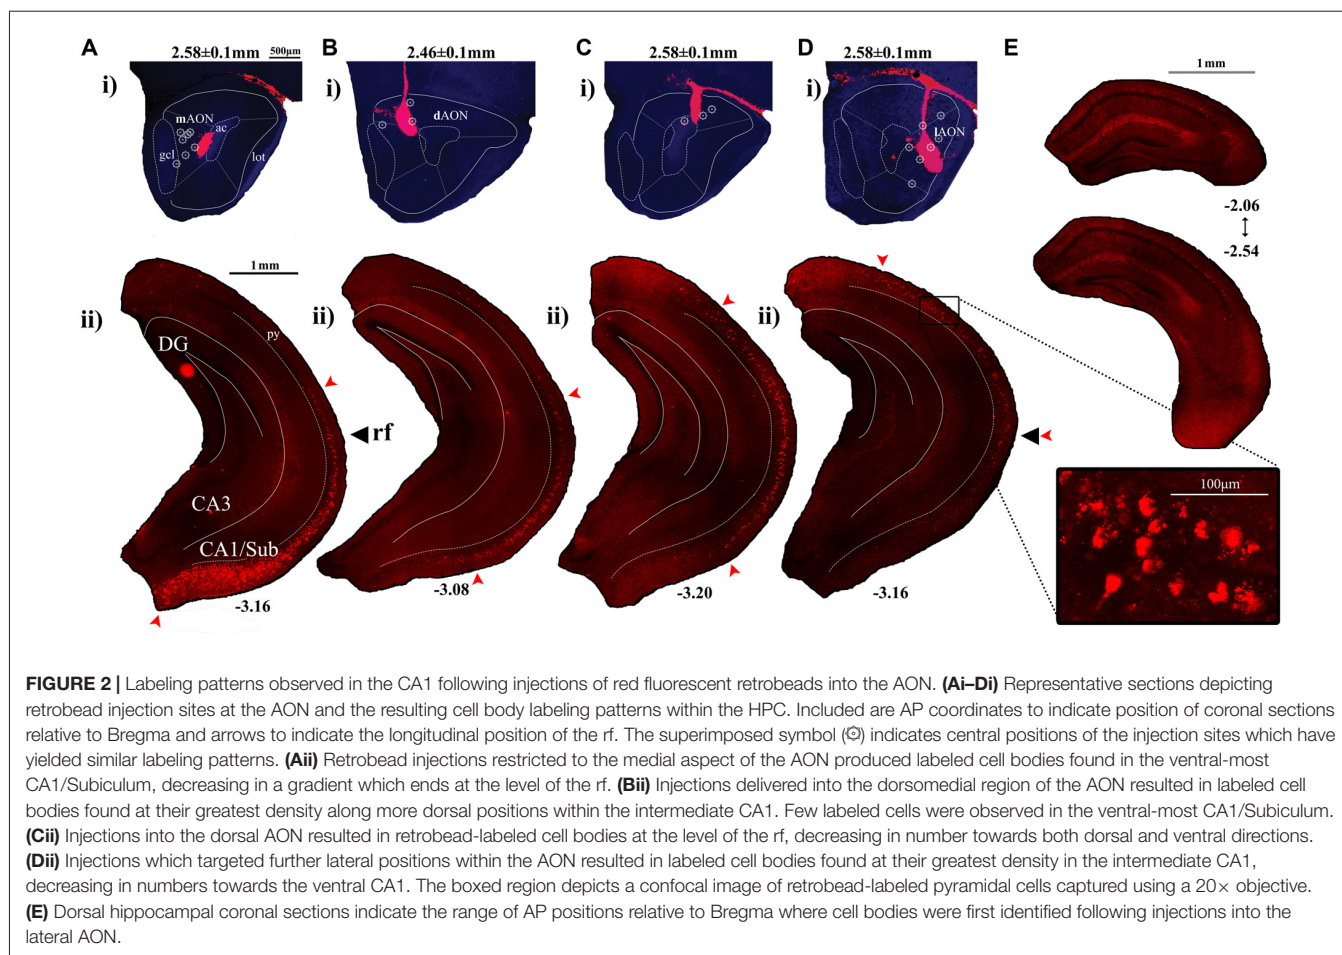 A
B
C
D
E
2.58±0.1mm
500µm
2.46±0.1mm
2.58±0.1mm
2.58±0.1mm
1 mm
i)
i)
i)
i)
mAON
ac
gcl
lot
dAON
lAON
-2.06
-2.54
1 mm
ii)
ii)
ii)
ii)
DG
py
rf
CA3
CA1/Sub
-3.16
-3.08
-3.20
-3.16
100µm
FIGURE 2 | Labeling patterns observed in the CA1 following injections of red fluorescent retrobeads into the AON. (Ai–Di) Representative sections depicting
retrobead injection sites at the AON and the resulting cell body labeling patterns within the HPC. Included are AP coordinates to indicate position of coronal sections
relative to Bregma and arrows to indicate the longitudinal position of the rf. The superimposed symbol () indicates central positions of the injection sites which have
yielded similar labeling patterns. (Aii) Retrobead injections restricted to the medial aspect of the AON produced labeled cell bodies found in the ventral-most
CA1/Subiculum, decreasing in a gradient which ends at the level of the rf. (Bii) Injections delivered into the dorsomedial region of the AON resulted in labeled cell
bodies found at their greatest density along more dorsal positions within the intermediate CA1. Few labeled cells were observed in the ventral-most CA1/Subiculum.
(Cii) Injections into the dorsal AON resulted in retrobead-labeled cell bodies at the level of the rf, decreasing in number towards both dorsal and ventral directions.
(Dii) Injections which targeted further lateral positions within the AON resulted in labeled cell bodies found at their greatest density in the intermediate CA1,
decreasing in numbers towards the ventral CA1. The boxed region depicts a confocal image of retrobead-labeled pyramidal cells captured using a 20× objective.
(E) Dorsal hippocampal coronal sections indicate the range of AP positions relative to Bregma where cell bodies were first identified following injections into the
lateral AON.